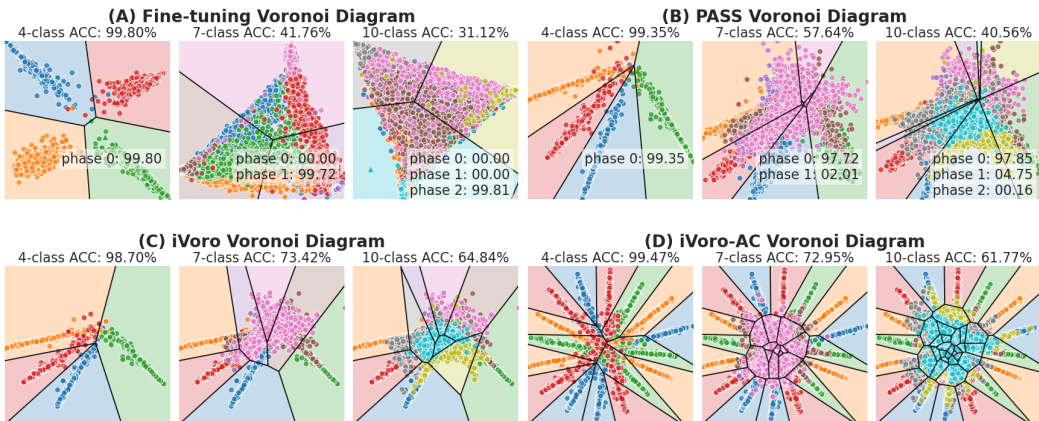 (A) Fine-tuning Voronoi Diagram
4-class ACC: 99.80%
7-class ACC: 41.76%
10-class ACC: 31.12%
phase 0: 99.80
phase 0: 00.00
phase 1: 99.72
phase 0: 00.00
phase 1: 00.00
phase 2: 99.81
(B) PASS Voronoi Diagram
4-class ACC: 99.35%
7-class ACC: 57.64%
10-class ACC: 40.56%
phase 0: 99.35
phase 0: 97.72
phase 1: 02.01
phase 0: 97.85
phase 1: 04.75
phase 2: 00.16
(C) iVoro Voronoi Diagram
4-class ACC: 98.70%
7-class ACC: 73.42%
10-class ACC: 64.84%
(D) iVoro-AC Voronoi Diagram
4-class ACC: 99.47%
7-class ACC: 72.95%
10-class ACC: 61.77%